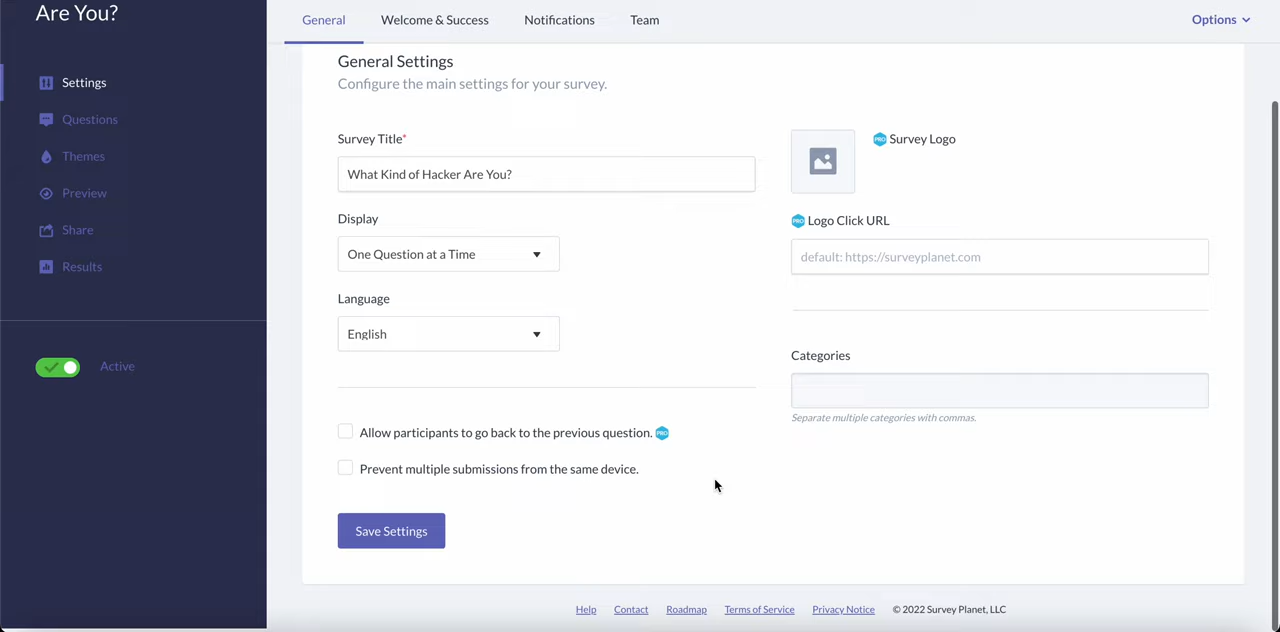 Are You?
Settings
Questions
Themes
Preview
Share
Results
Active
General
Welcome & Success
Notifications
Team
Options
General Settings
Configure the main settings for your survey.
Survey Title*
What Kind of Hacker Are You?
Display
One Question at a Time
Language
English
Allow participants to go back to the previous question. PRO
Prevent multiple submissions from the same device.
Save Settings
PRO Survey Logo
PRO Logo Click URL
default: https://surveyplanet.com
Categories
Separate multiple categories with commas.
Help Contact Roadmap Terms of Service Privacy Notice © 2022 Survey Planet, LLC